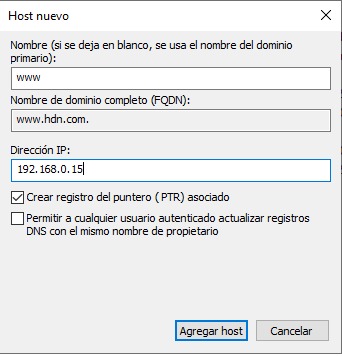 Host nuevo
Nombre (si se deja en blanco, se usa el nombre del dominio
primario):
www
Nombre de dominio completo (FQDN):
www.hdn.com.
Dirección IP:
192.168.0.15
Crear registro del puntero (PTR) asociado
Permitir a cualquier usuario autenticado actualizar registros
DNS con el mismo nombre de propietario
Agregar host
Cancelar